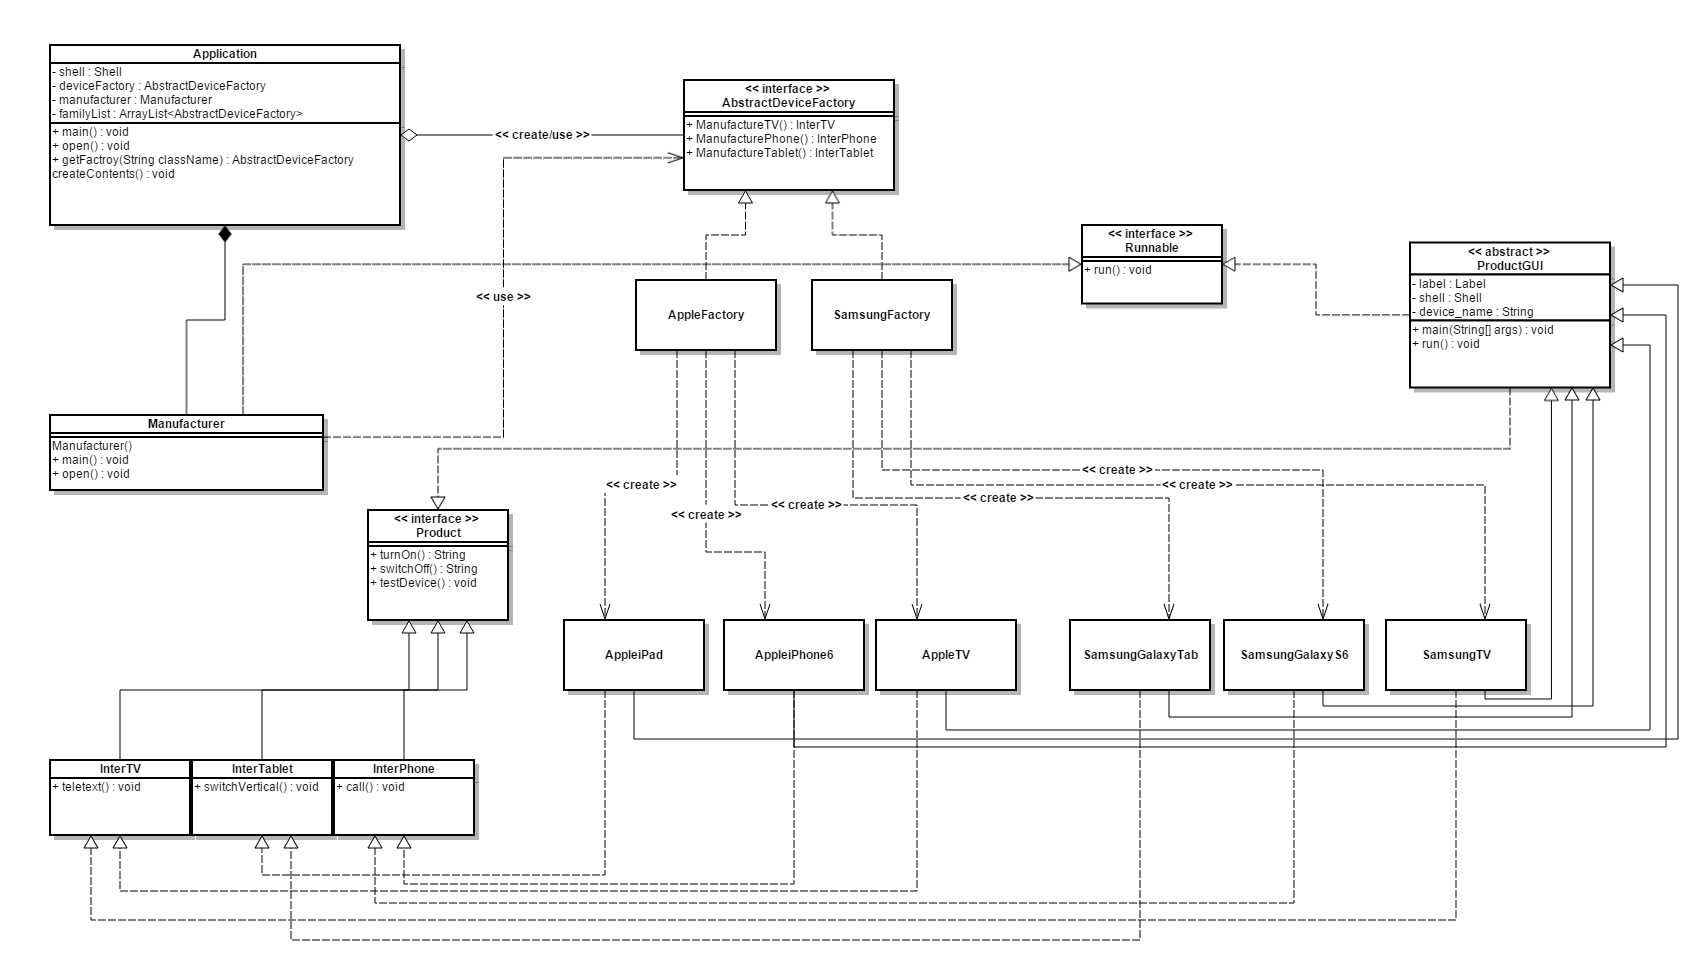 Application
- shell : Shell
- deviceFactory : AbstractDeviceFactory
- manufacturer : Manufacturer
- familyList : ArrayList<AbstractDeviceFactory>
+ main() : void
+ open() : void
+ getFactroy(String className) : AbstractDeviceFactory
createContents() : void
<< create/use >>
<< interface >>
AbstractDeviceFactory
+ ManufactureTV() : InterTV
+ ManufacturePhone() : InterPhone
+ ManufactureTablet() : InterTablet
<< use >>
<< interface >>
Runnable
+ run() : void
<< abstract >>
ProductGUI
- label : Label
- shell : Shell
- device_name : String
+ main(String[] args) : void
+ run() : void
AppleFactory
SamsungFactory
Manufacturer
Manufacturer()
+ main() : void
+ open() : void
<< create >>
<< create >>
<< create >>
<< create >>
<< create >>
<< create >>
<< interface >>
Product
+ turnOn() : String
+ switchOff() : String
+ testDevice() : void
AppleiPad
AppleiPhone6
AppleTV
SamsungGalaxyTab
SamsungGalaxyS6
SamsungTV
InterTV
+ teletext() : void
InterTablet
+ switchVertical() : void
InterPhone
+ call() : void